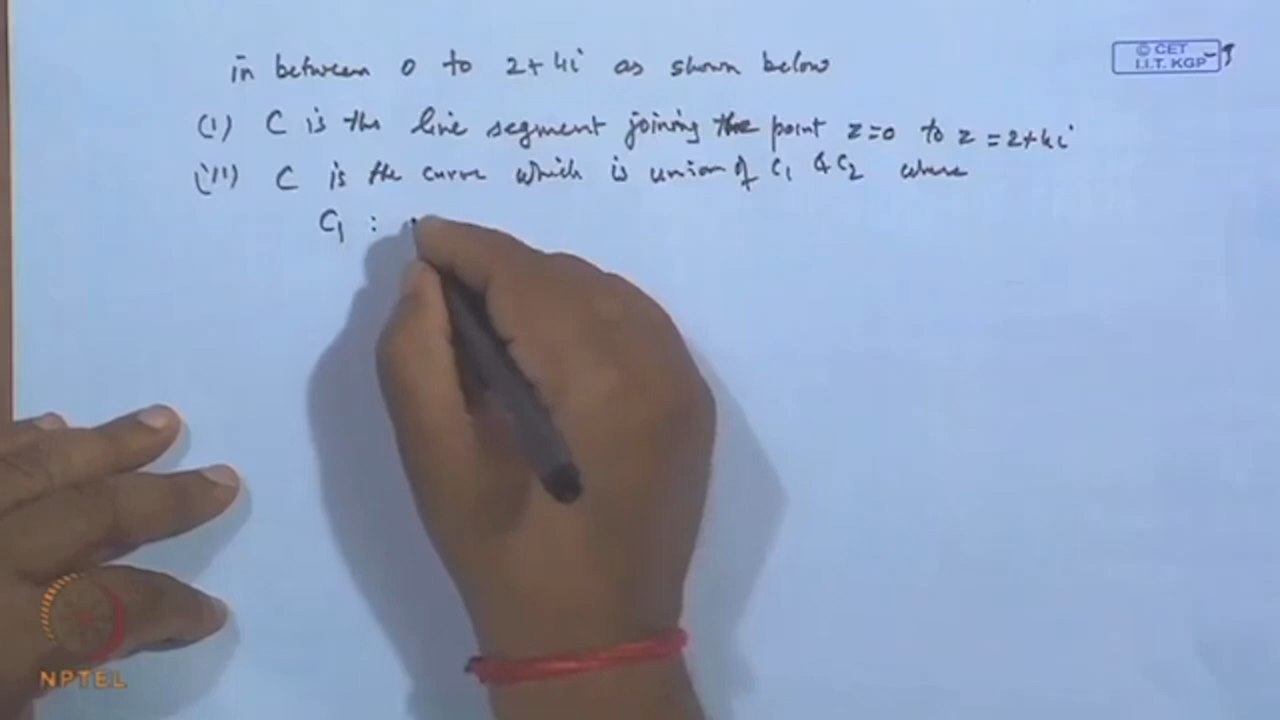 © CET
I.I.T. KGP
in between 0 to 2+4i as shown below
(i) C is the line segment joining the point z=0 to z=2+4i
(ii) C is the curve which is union of C₁ & C₂ where
C₁ :
NPTEL